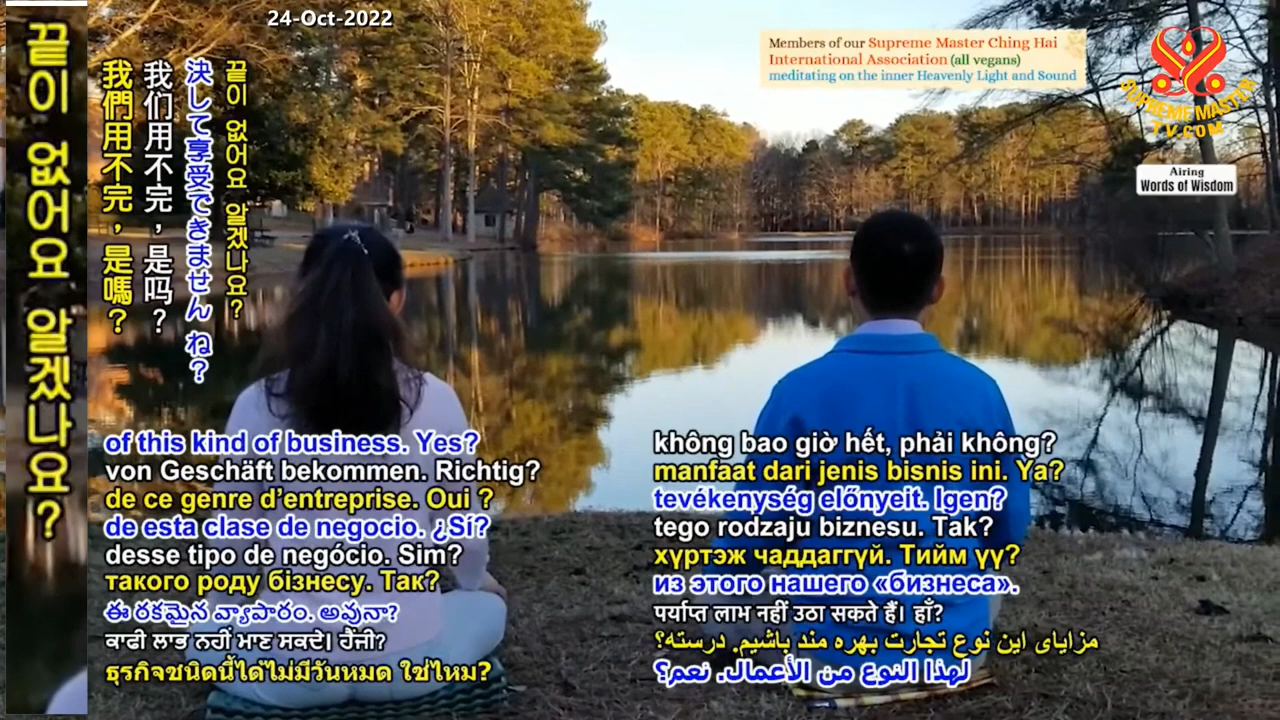 24-Oct-2022
Members of our Supreme Master Ching Hai
International Association (all vegans)
meditating on the inner Heavenly Light and Sound
SUPREME MASTER
TV.COM
Airing
Words of Wisdom
끝이 없어요 알겠나요?
我們用不完，是嗎？
我们用不完，是吗？
決して享受できません ね？
끝이 없어요 알겠나요?
of this kind of business. Yes?
von Geschäft bekommen. Richtig?
de ce genre d’entreprise. Oui ?
de esta clase de negocio. ¿Sí?
desse tipo de negócio. Sim?
такого роду бізнесу. Так?
ఈ రకమైన వ్యాపారం. అవునా?
ਕਾਫੀ ਲਾਭ ਨਹੀਂ ਮਾਣ ਸਕਦੇ। ਹੈਂਜੀ?
ธุรกิจชนิดนี้ได้ไม่มีวันหมด ใช่ไหม?
không bao giờ hết, phải không?
manfaat dari jenis bisnis ini. Ya?
tevékenység előnyeit. Igen?
tego rodzaju biznesu. Tak?
хүртэж чаддаггүй. Тийм үү?
из этого нашего «бизнеса».
पर्याप्त लाभ नहीं उठा सकते हैं। हाँ?
مزایای این نوع تجارت بهره مند باشیم. درسته؟
لهذا النوع من الأعمال. نعم؟